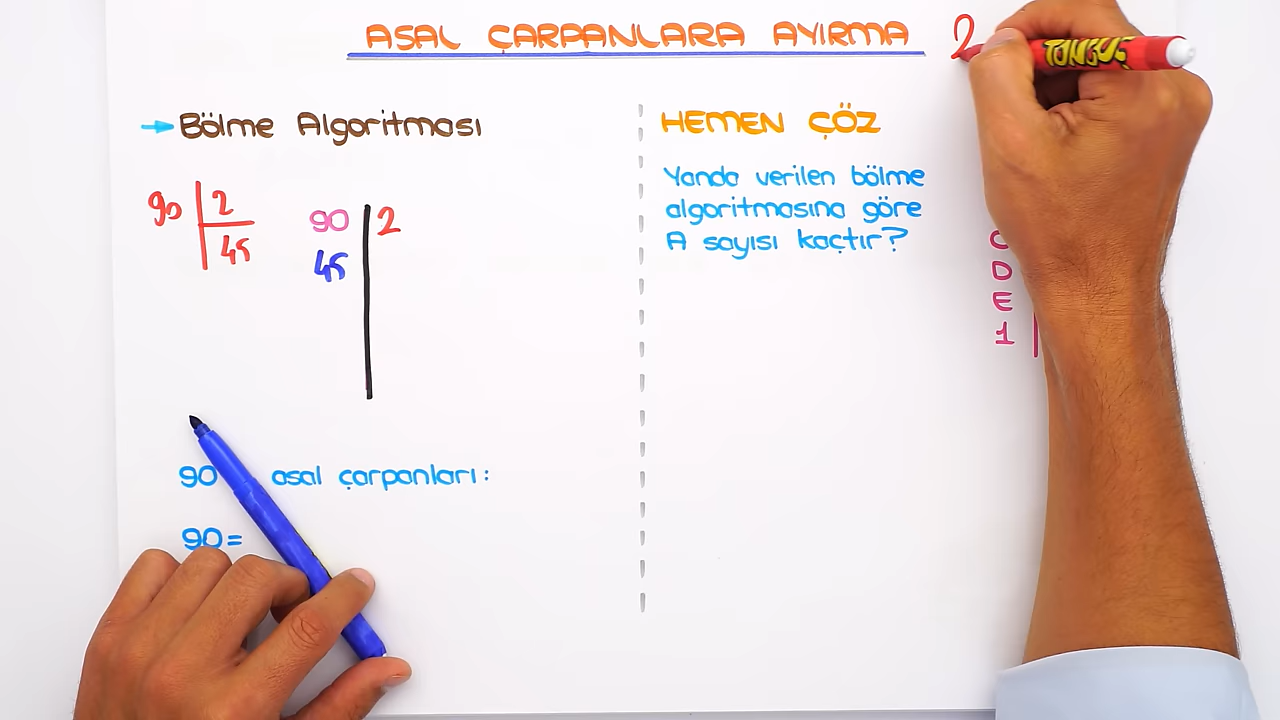 ASAL ÇARPANLARA AYIRMA 2
Bölme Algoritması
90 2
45
90 2
45
90 asal çarpanları:
90=
HEMEN ÇÖZ
Yanda verilen bölme
algoritmasına göre
A sayısı kaçtır?
D
E
1
TONGUÇ